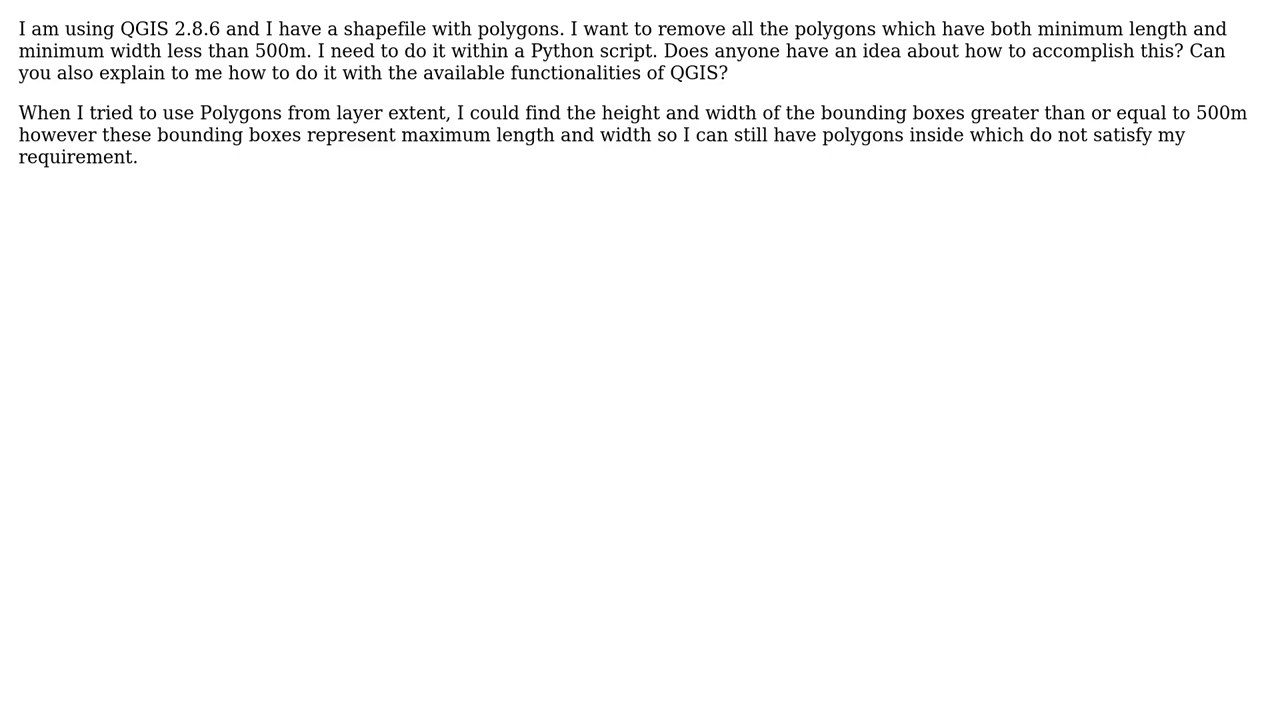 I am using QGIS 2.8.6 and I have a shapefile with polygons. I want to remove all the polygons which have both minimum length and
minimum width less than 500m. I need to do it within a Python script. Does anyone have an idea about how to accomplish this? Can
you also explain to me how to do it with the available functionalities of QGIS?
When I tried to use Polygons from layer extent, I could find the height and width of the bounding boxes greater than or equal to 500m
however these bounding boxes represent maximum length and width so I can still have polygons inside which do not satisfy my
requirement.